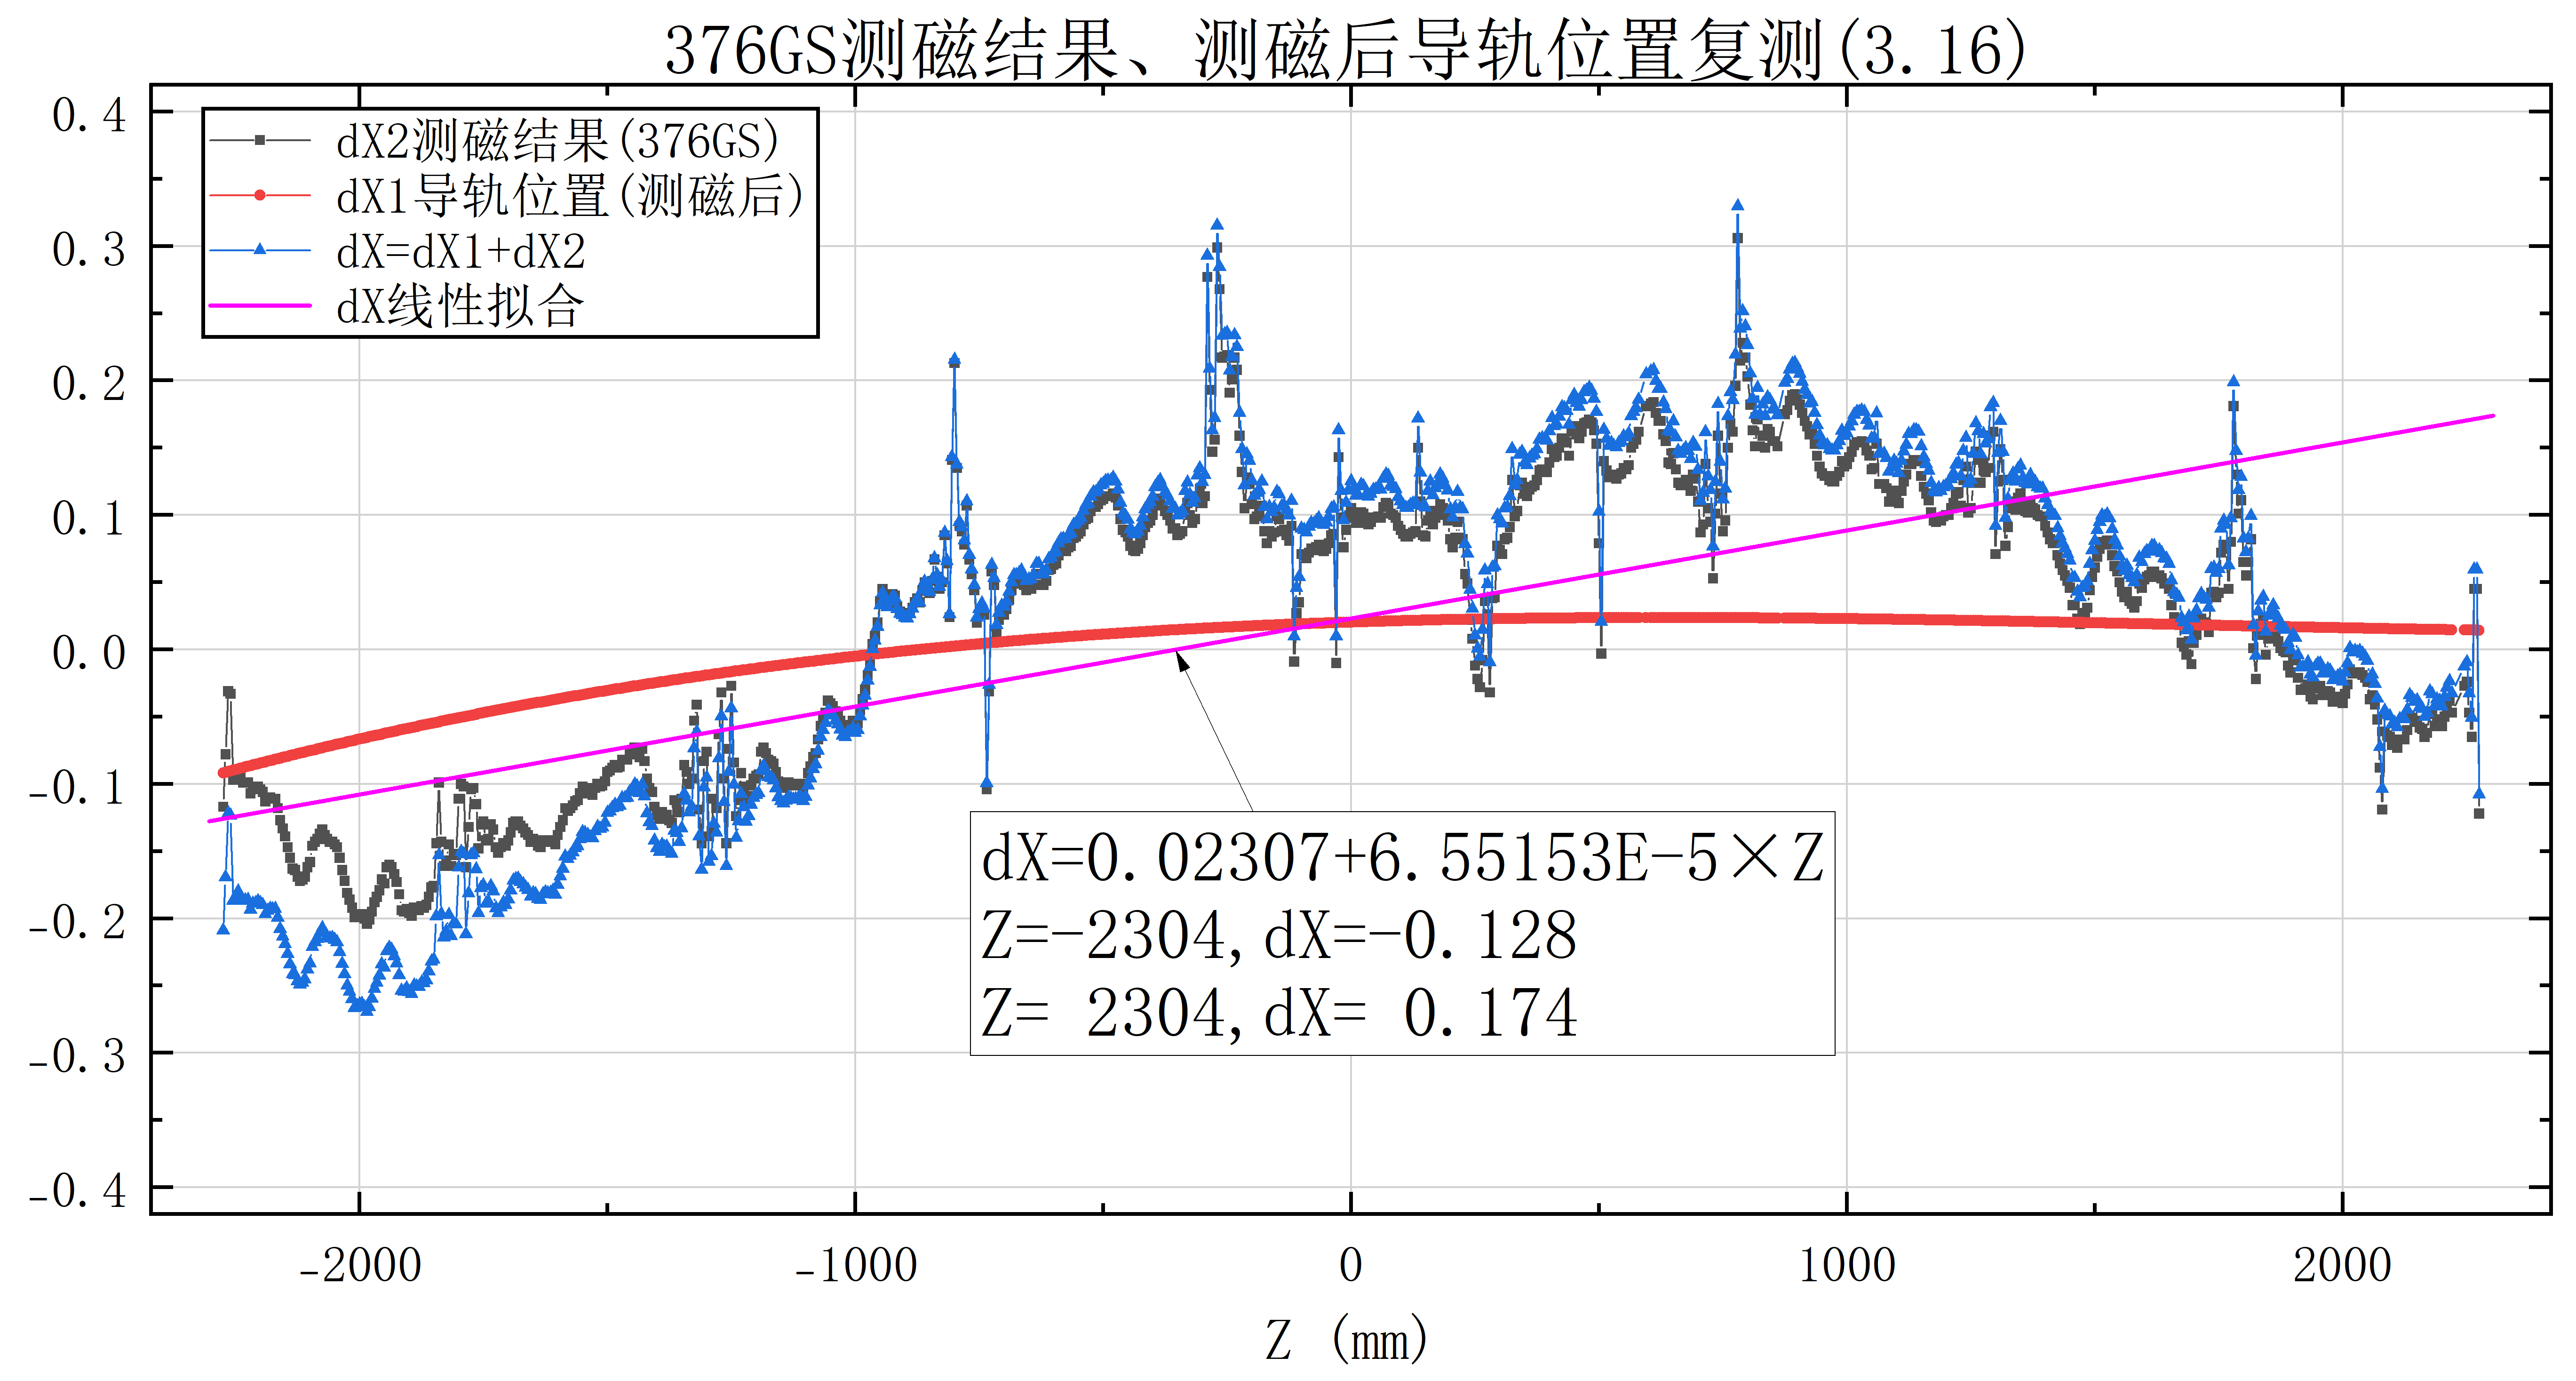 376GS测磁结果、测磁后导轨位置复测(3.16)
dX2测磁结果(376GS)
dX1导轨位置(测磁后)
dX=dX1+dX2
dX线性拟合
0.4
0.3
0.2
0.1
0.0
-0.1
-0.2
-0.3
-0.4
dX=0.02307+6.55153E-5×Z
Z=-2304,dX=-0.128
Z= 2304,dX= 0.174
-2000
-1000
0
1000
2000
Z (mm)